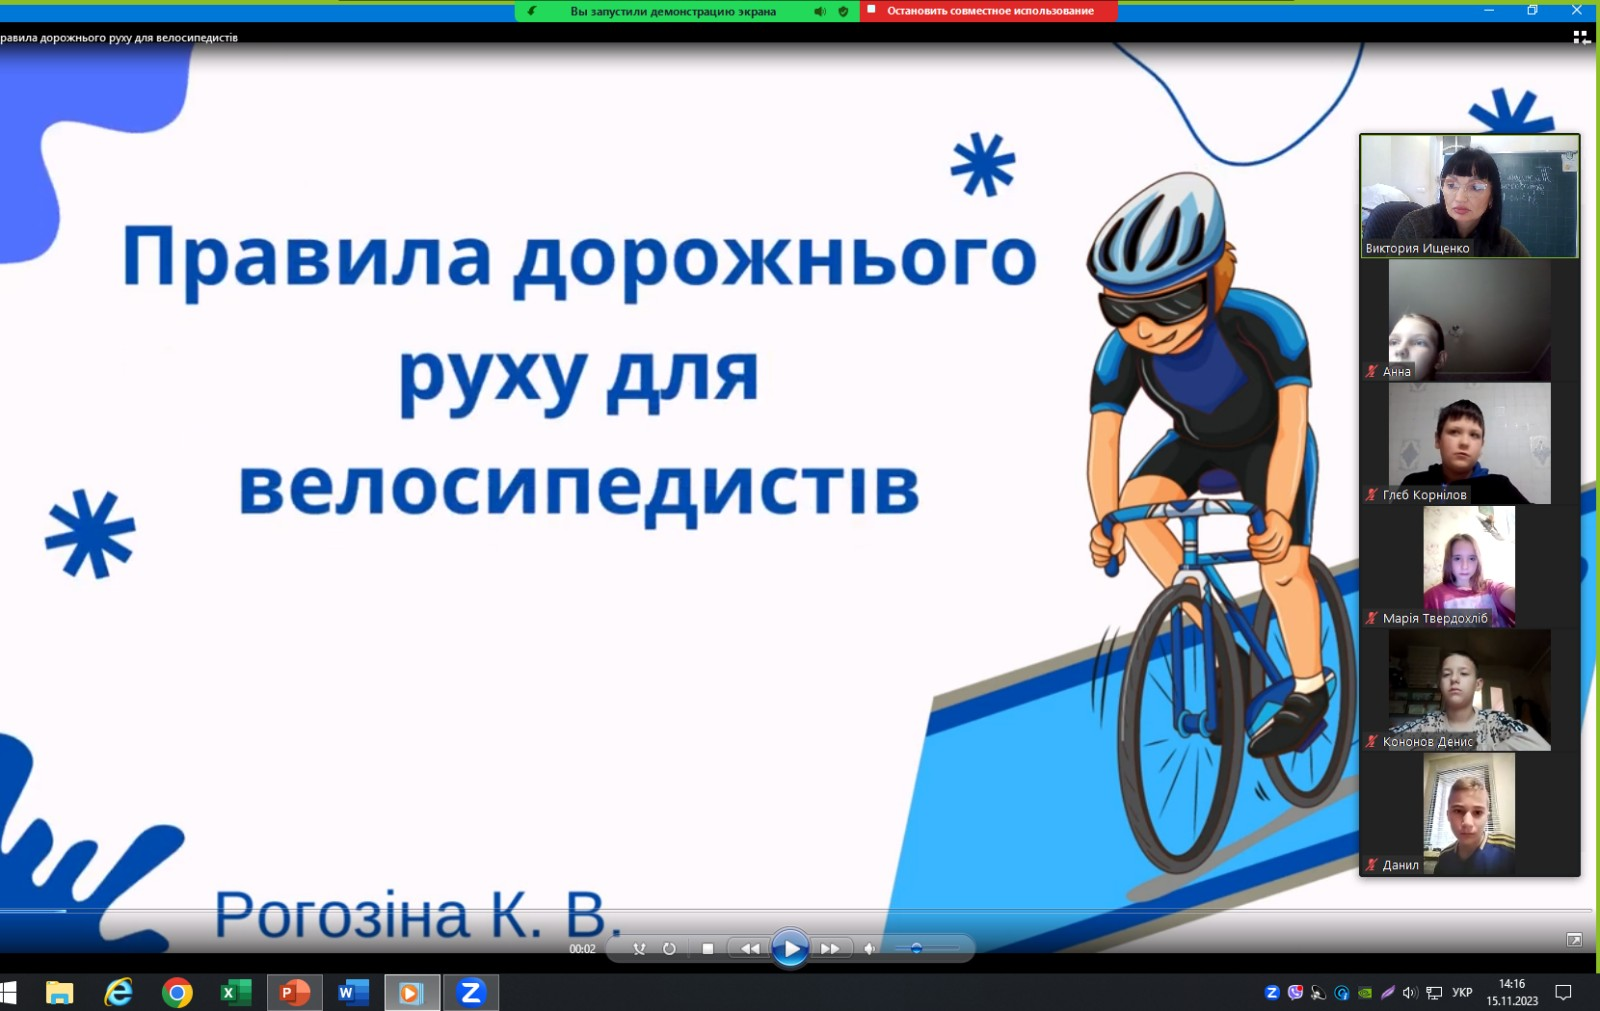 Вы запустили демонстрацию экрана
Остановить совместное использование
равила дорожнього руху для велосипедистів
Правила дорожнього
руху для
велосипедистів
Рогозіна К. В.
Виктория Ищенко
Анна
Глєб Корнілов
Марія Твердохліб
Кононов Денис
Данил
00:02
УКР
14:16
15.11.2023